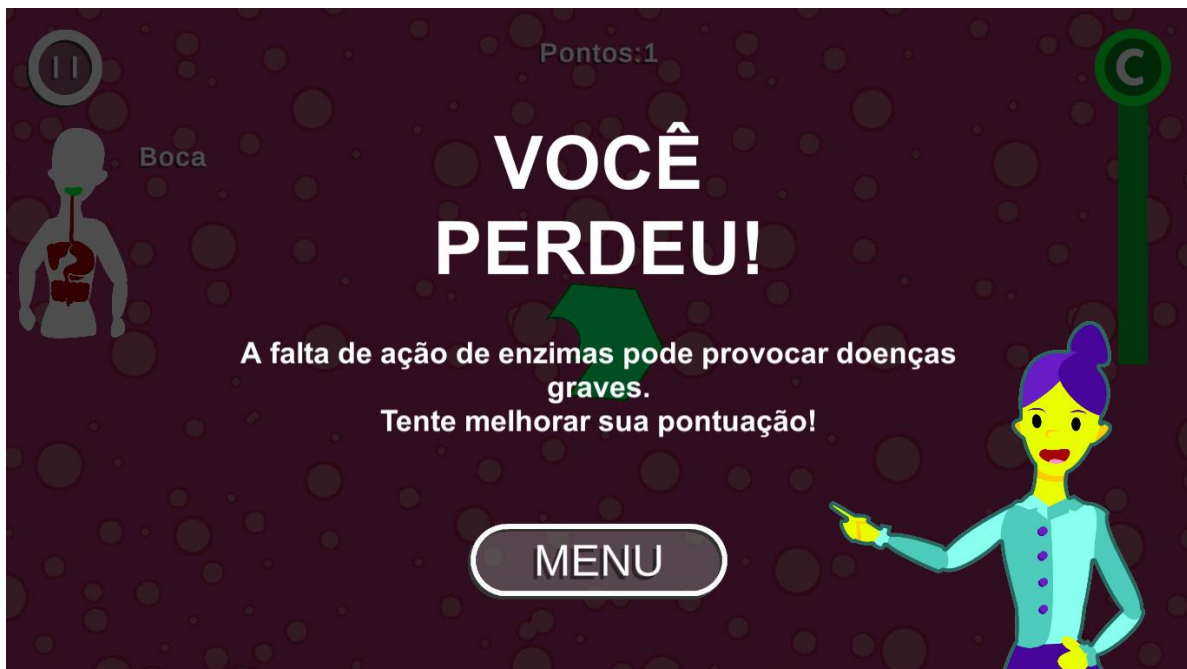 Pontos:1
C
Boca
VOCÊ
PERDEU!
A falta de ação de enzimas pode provocar doenças
graves.
Tente melhorar sua pontuação!
MENU